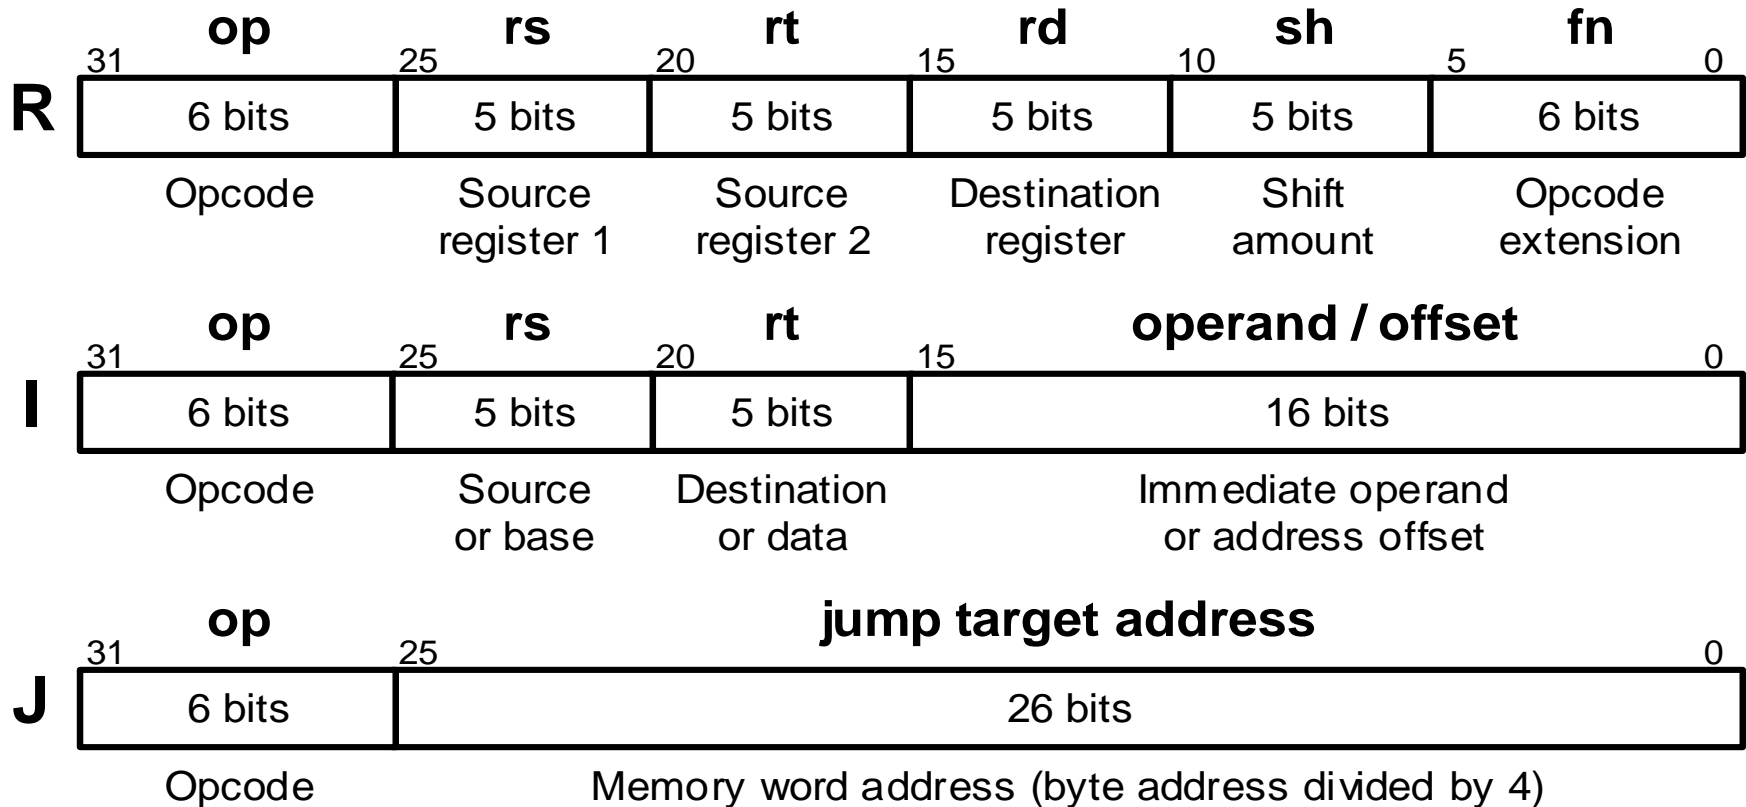 op rs rt rd sh fn
31 25 20 15 10 5 0
R 6 bits 5 bits 5 bits 5 bits 5 bits 6 bits
Opcode Source Source Destination Shift Opcode
register 1 register 2 register amount extension
op rs rt operand / offset
31 25 20 15 0
I 6 bits 5 bits 5 bits 16 bits
Opcode Source Destination Immediate operand
or base or data or address offset
op jump target address
31 25 0
J 6 bits 26 bits
Opcode Memory word address (byte address divided by 4)